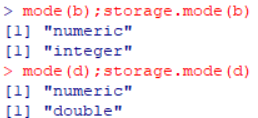 > mode(b);storage.mode(b)
[1] "numeric"
[1] "integer"
> mode(d);storage.mode(d)
[1] "numeric"
[1] "double"